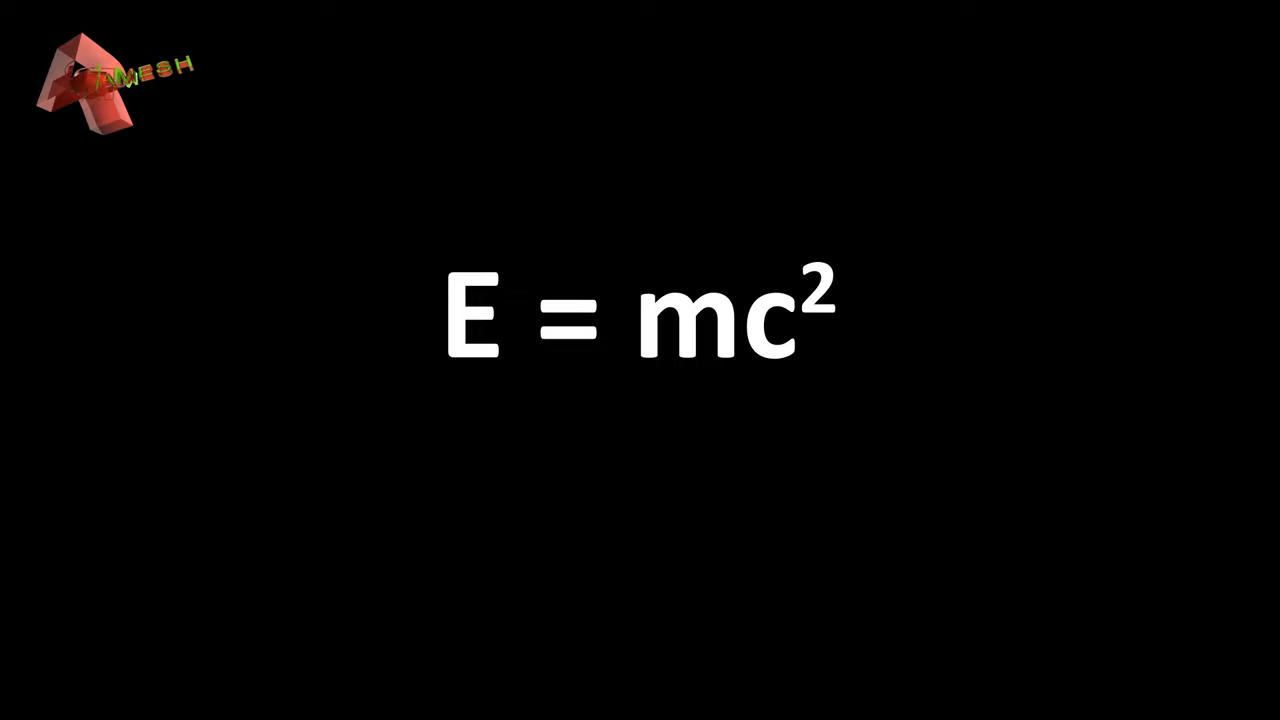 E = mc²